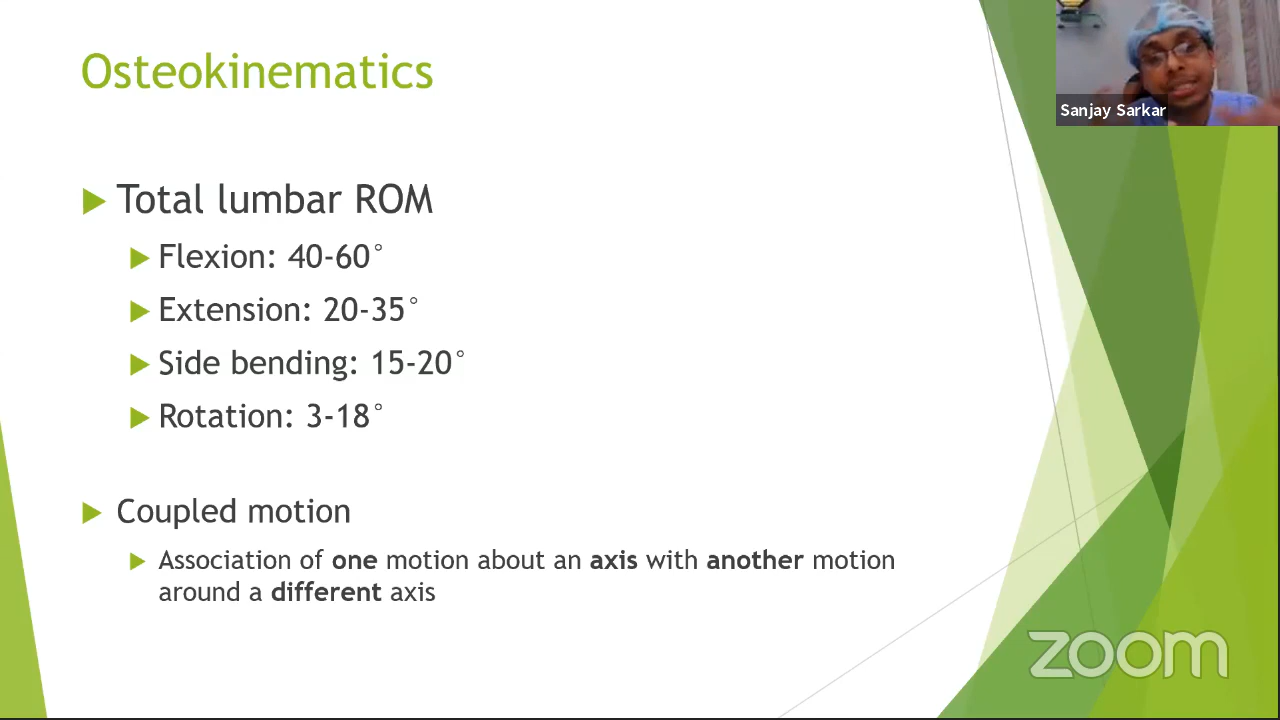 Osteokinematics
Sanjay Sarkar
Total lumbar ROM
Flexion: 40-60°
Extension: 20-35°
Side bending: 15-20°
Rotation: 3-18°
Coupled motion
Association of one motion about an axis with another motion
around a different axis
zoom